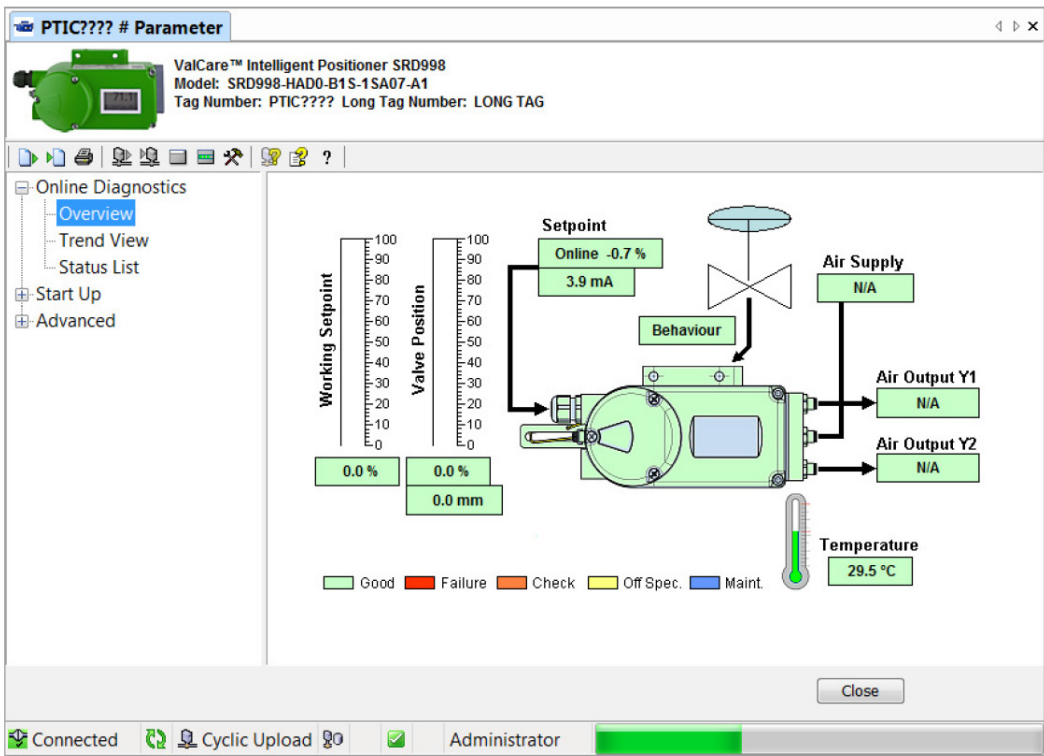 PTIC???? # Parameter
ValCare™ Intelligent Positioner SRD998
Model: SRD998-HAD0-B1S-1SA07-A1
Tag Number: PTIC???? Long Tag Number: LONG TAG
?
Online Diagnostics
Overview
Trend View
Status List
Start Up
Advanced
Working Setpoint
100
90
80
70
60
50
40
30
20
10
0
0.0 %
Valve Position
100
90
80
70
60
50
40
30
20
10
0
0.0 %
0.0 mm
Setpoint
Online -0.7 %
3.9 mA
Behaviour
Air Supply
N/A
Air Output Y1
N/A
Air Output Y2
N/A
Temperature
29.5 °C
Good Failure Check Off Spec. Maint.
Close
Connected Cyclic Upload Administrator